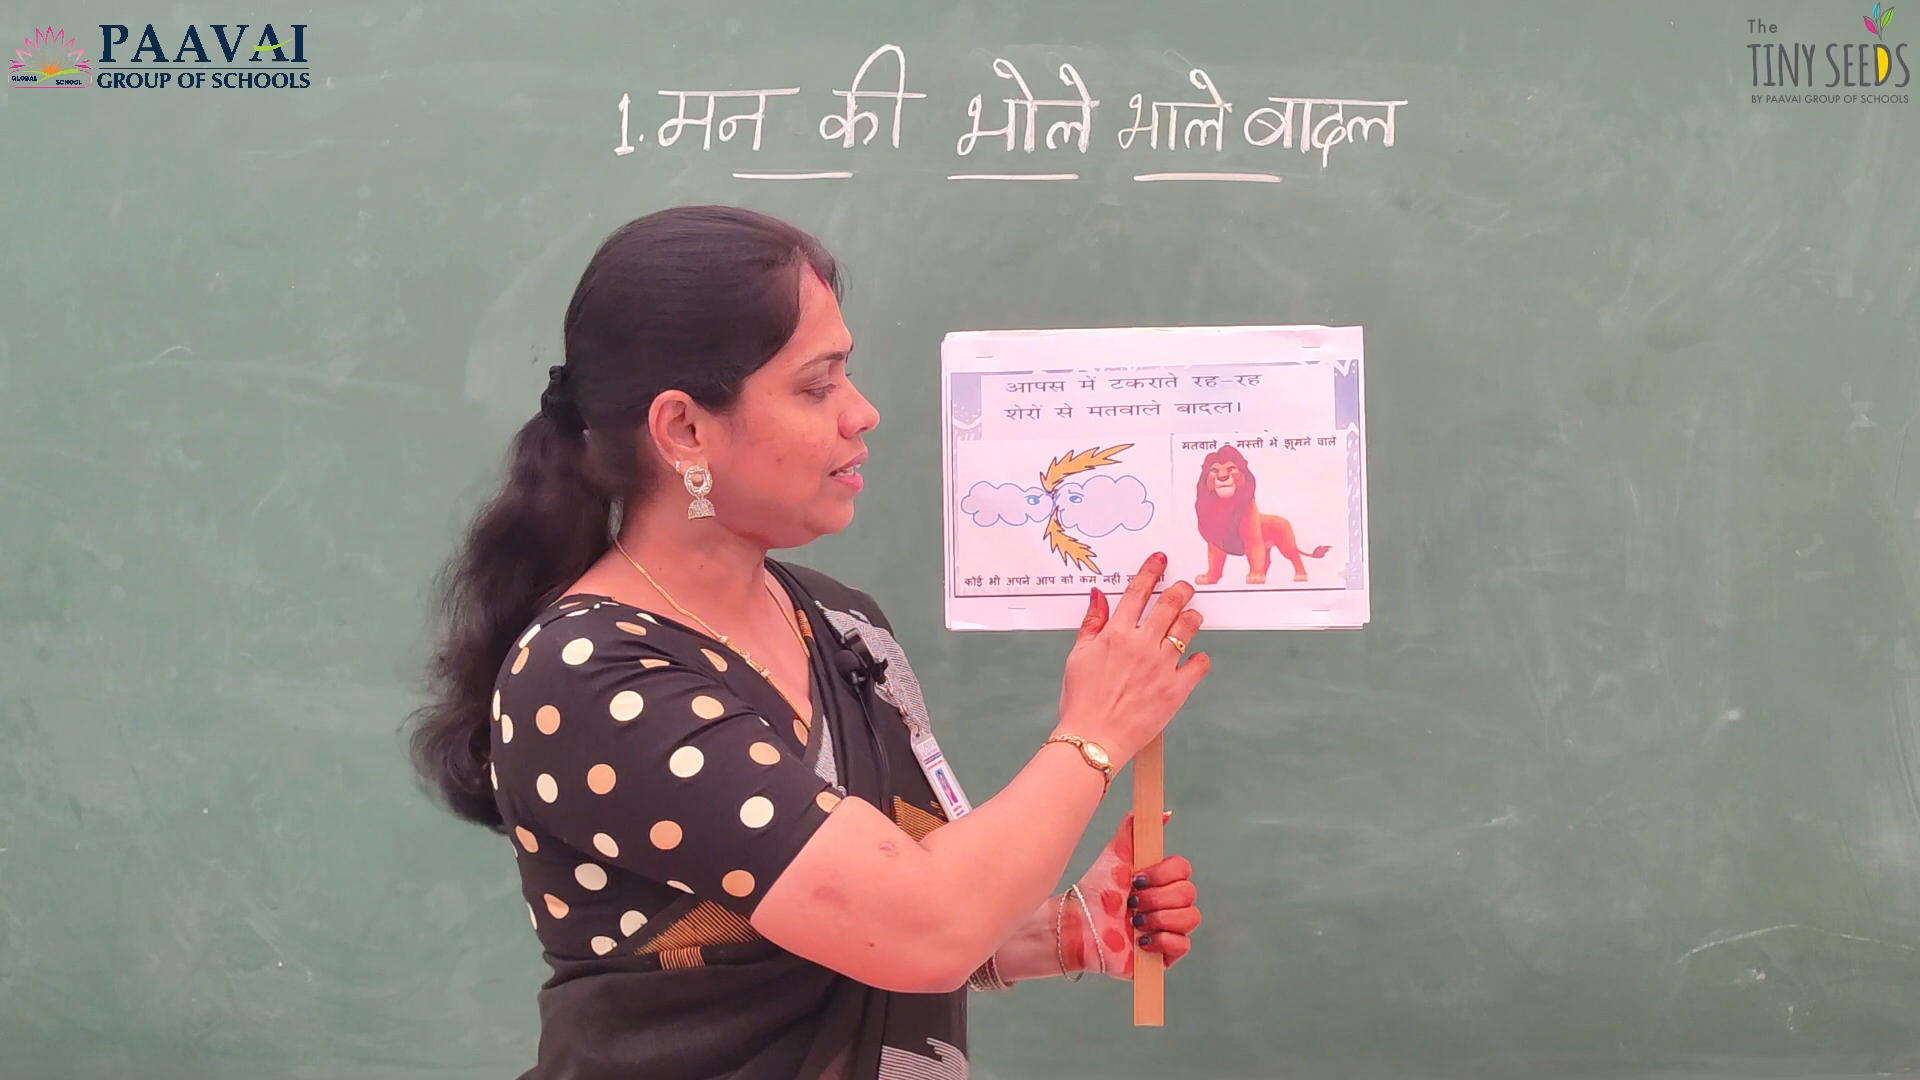 GLOBAL SCHOOL
PAAVAI
GROUP OF SCHOOLS
The
TINY SEEDS
BY PAAVAI GROUP OF SCHOOLS
1. मन की भोले भाले बादल
आपस में टकराते रह-रह
शेरों से मतवाले बादल।
मतवाले - मस्ती में झूमने वाले
कोई भी अपने आप को कम नहीं